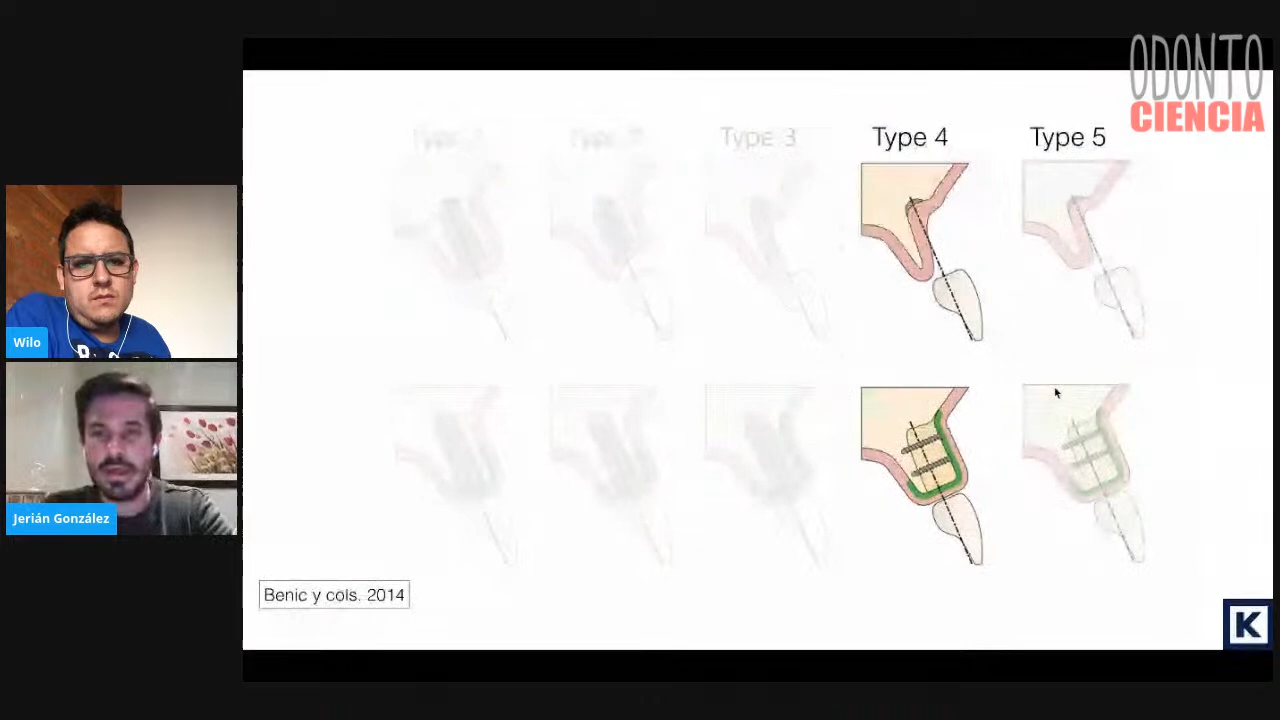 ODONTO
CIENCIA
Type 3
Type 4
Type 5
Wilo
Jerián González
Benic y cols. 2014
K